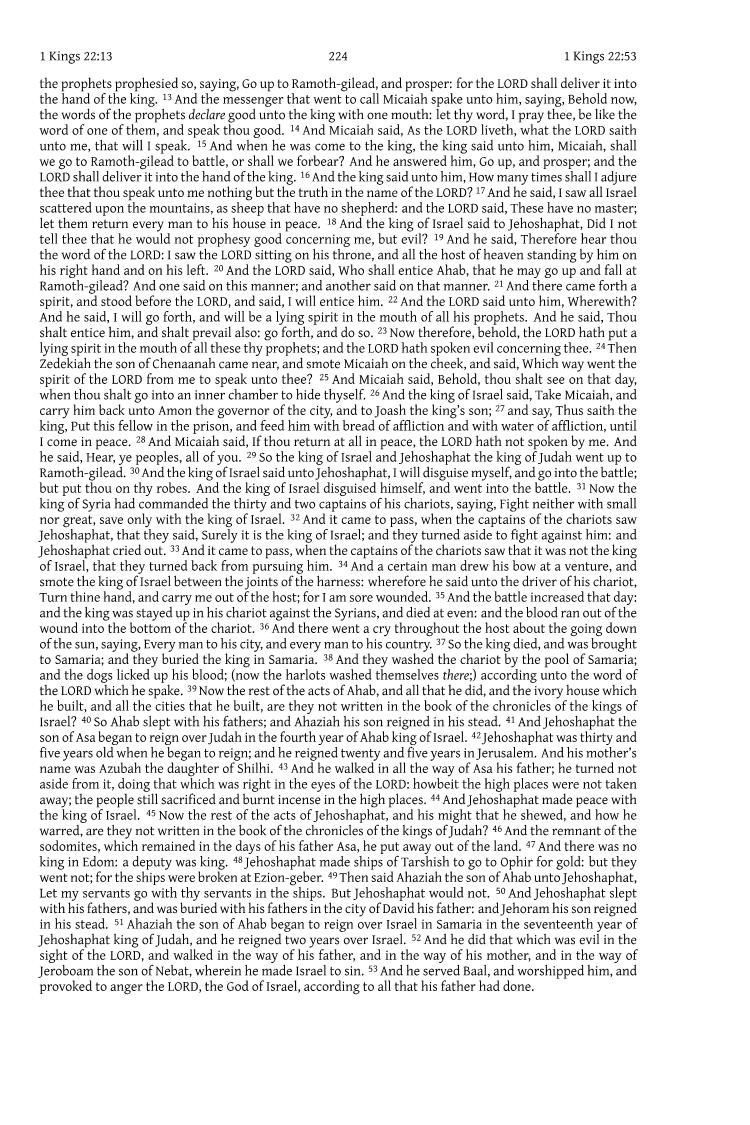 1 Kings 22:13 224 1 Kings 22:53
the prophets prophesied so, saying, Go up to Ramoth-gilead, and prosper: for the LORD shall deliver it into
the hand of the king. 13 And the messenger that went to call Micaiah spake unto him, saying, Behold now,
the words of the prophets declare good unto the king with one mouth: let thy word, I pray thee, be like the
word of one of them, and speak thou good. 14 And Micaiah said, As the LORD liveth, what the LORD saith
unto me, that will I speak. 15 And when he was come to the king, the king said unto him, Micaiah, shall
we go to Ramoth-gilead to battle, or shall we forbear? And he answered him, Go up, and prosper; and the
LORD shall deliver it into the hand of the king. 16 And the king said unto him, How many times shall I adjure
thee that thou speak unto me nothing but the truth in the name of the LORD? 17 And he said, I saw all Israel
scattered upon the mountains, as sheep that have no shepherd: and the LORD said, These have no master;
let them return every man to his house in peace. 18 And the king of Israel said to Jehoshaphat, Did I not
tell thee that he would not prophesy good concerning me, but evil? 19 And he said, Therefore hear thou
the word of the LORD: I saw the LORD sitting on his throne, and all the host of heaven standing by him on
his right hand and on his left. 20 And the LORD said, Who shall entice Ahab, that he may go up and fall at
Ramoth-gilead? And one said on this manner; and another said on that manner. 21 And there came forth a
spirit, and stood before the LORD, and said, I will entice him. 22 And the LORD said unto him, Wherewith?
And he said, I will go forth, and will be a lying spirit in the mouth of all his prophets. And he said, Thou
shalt entice him, and shalt prevail also: go forth, and do so. 23 Now therefore, behold, the LORD hath put a
lying spirit in the mouth of all these thy prophets; and the LORD hath spoken evil concerning thee. 24 Then
Zedekiah the son of Chenaanah came near, and smote Micaiah on the cheek, and said, Which way went the
spirit of the LORD from me to speak unto thee? 25 And Micaiah said, Behold, thou shalt see on that day,
when thou shalt go into an inner chamber to hide thyself. 26 And the king of Israel said, Take Micaiah, and
carry him back unto Amon the governor of the city, and to Joash the king's son; 27 and say, Thus saith the
king, Put this fellow in the prison, and feed him with bread of affliction and with water of affliction, until
I come in peace. 28 And Micaiah said, If thou return at all in peace, the LORD hath not spoken by me. And
he said, Hear, ye peoples, all of you. 29 So the king of Israel and Jehoshaphat the king of Judah went up to
Ramoth-gilead. 30 And the king of Israel said unto Jehoshaphat, I will disguise myself, and go into the battle;
but put thou on thy robes. And the king of Israel disguised himself, and went into the battle. 31 Now the
king of Syria had commanded the thirty and two captains of his chariots, saying, Fight neither with small
nor great, save only with the king of Israel. 32 And it came to pass, when the captains of the chariots saw
Jehoshaphat, that they said, Surely it is the king of Israel; and they turned aside to fight against him: and
Jehoshaphat cried out. 33 And it came to pass, when the captains of the chariots saw that it was not the king
of Israel, that they turned back from pursuing him. 34 And a certain man drew his bow at a venture, and
smote the king of Israel between the joints of the harness: wherefore he said unto the driver of his chariot,
Turn thine hand, and carry me out of the host; for I am sore wounded. 35 And the battle increased that day:
and the king was stayed up in his chariot against the Syrians, and died at even: and the blood ran out of the
wound into the bottom of the chariot. 36 And there went a cry throughout the host about the going down
of the sun, saying, Every man to his city, and every man to his country. 37 So the king died, and was brought
to Samaria; and they buried the king in Samaria. 38 And they washed the chariot by the pool of Samaria;
and the dogs licked up his blood; (now the harlots washed themselves there;) according unto the word of
the LORD which he spake. 39 Now the rest of the acts of Ahab, and all that he did, and the ivory house which
he built, and all the cities that he built, are they not written in the book of the chronicles of the kings of
Israel? 40 So Ahab slept with his fathers; and Ahaziah his son reigned in his stead. 41 And Jehoshaphat the
son of Asa began to reign over Judah in the fourth year of Ahab king of Israel. 42 Jehoshaphat was thirty and
five years old when he began to reign; and he reigned twenty and five years in Jerusalem. And his mother's
name was Azubah the daughter of Shilhi. 43 And he walked in all the way of Asa his father; he turned not
aside from it, doing that which was right in the eyes of the LORD: howbeit the high places were not taken
away; the people still sacrificed and burnt incense in the high places. 44 And Jehoshaphat made peace with
the king of Israel. 45 Now the rest of the acts of Jehoshaphat, and his might that he shewed, and how he
warred, are they not written in the book of the chronicles of the kings of Judah? 46 And the remnant of the
sodomites, which remained in the days of his father Asa, he put away out of the land. 47 And there was no
king in Edom: a deputy was king. 48 Jehoshaphat made ships of Tarshish to go to Ophir for gold: but they
went not; for the ships were broken at Ezion-geber. 49 Then said Ahaziah the son of Ahab unto Jehoshaphat,
Let my servants go with thy servants in the ships. But Jehoshaphat would not. 50 And Jehoshaphat slept
with his fathers, and was buried with his fathers in the city of David his father: and Jehoram his son reigned
in his stead. 51 Ahaziah the son of Ahab began to reign over Israel in Samaria in the seventeenth year of
Jehoshaphat king of Judah, and he reigned two years over Israel. 52 And he did that which was evil in the
sight of the LORD, and walked in the way of his father, and in the way of his mother, and in the way of
Jeroboam the son of Nebat, wherein he made Israel to sin. 53 And he served Baal, and worshipped him, and
provoked to anger the LORD, the God of Israel, according to all that his father had done.